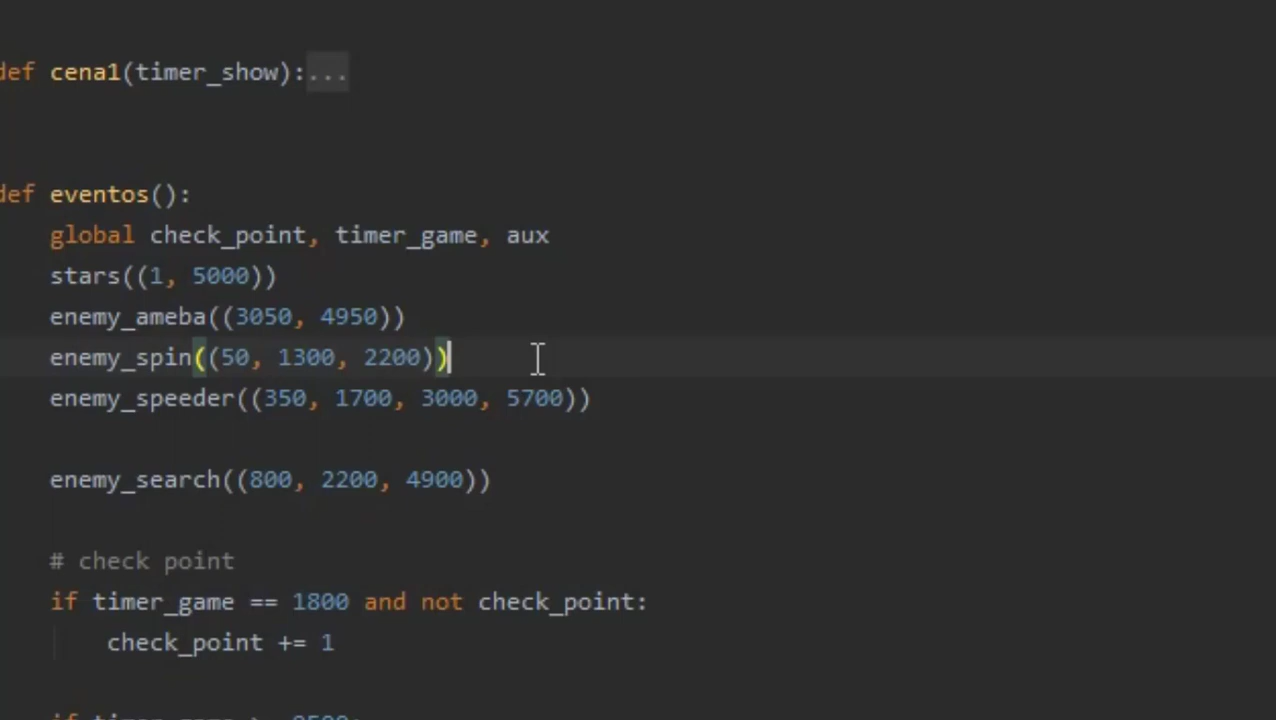 def cena1(timer_show):...
def eventos():
global check_point, timer_game, aux
stars((1, 5000))
enemy_ameba((3050, 4950))
enemy_spin((50, 1300, 2200))
enemy_speeder((350, 1700, 3000, 5700))
enemy_search((800, 2200, 4900))
# check point
if timer_game == 1800 and not check_point:
check_point += 1